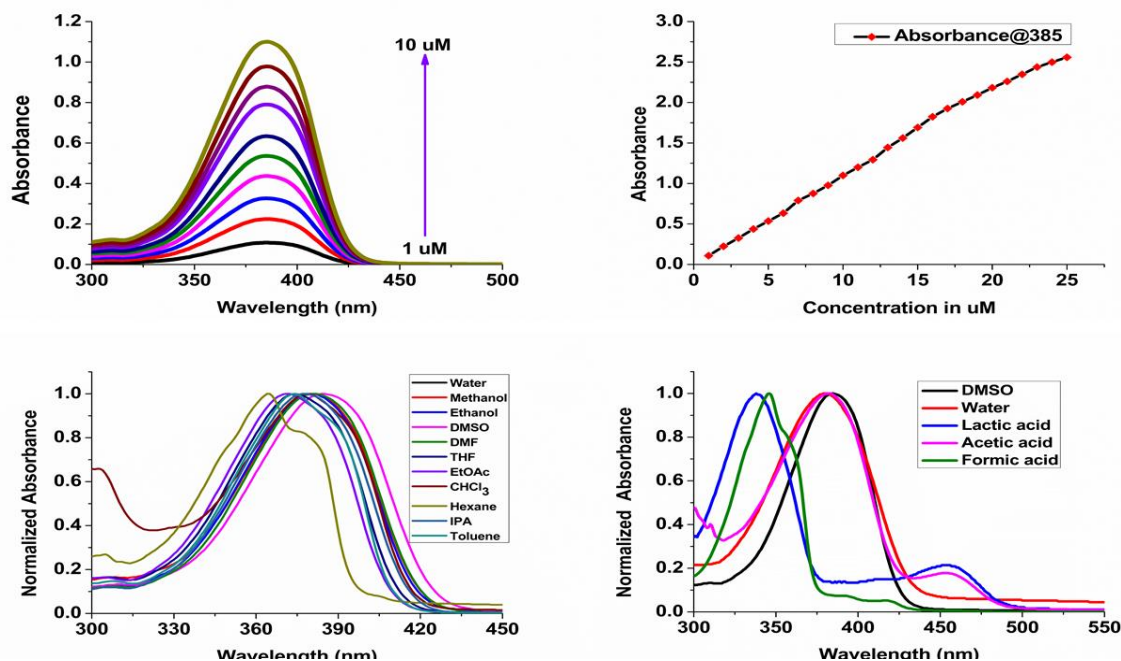 1.2
1.0
0.8
0.6
0.4
0.2
0.0
Absorbance
10 uM
1 uM
300 350 400 450 500
Wavelength (nm)
3.0
2.5
2.0
1.5
1.0
0.5
0.0
Absorbance
Absorbance@385
0 5 10 15 20 25
Concentration in uM
1.0
0.8
0.6
0.4
0.2
0.0
Normalized Absorbance
Water
Methanol
Ethanol
DMSO
DMF
THF
EtOAc
CHCl3
Hexane
IPA
Toluene
300 330 360 390 420 450
Wavelength (nm)
1.0
0.8
0.6
0.4
0.2
0.0
Normalized Absorbance
DMSO
Water
Lactic acid
Acetic acid
Formic acid
300 350 400 450 500 550
Wavelength (nm)